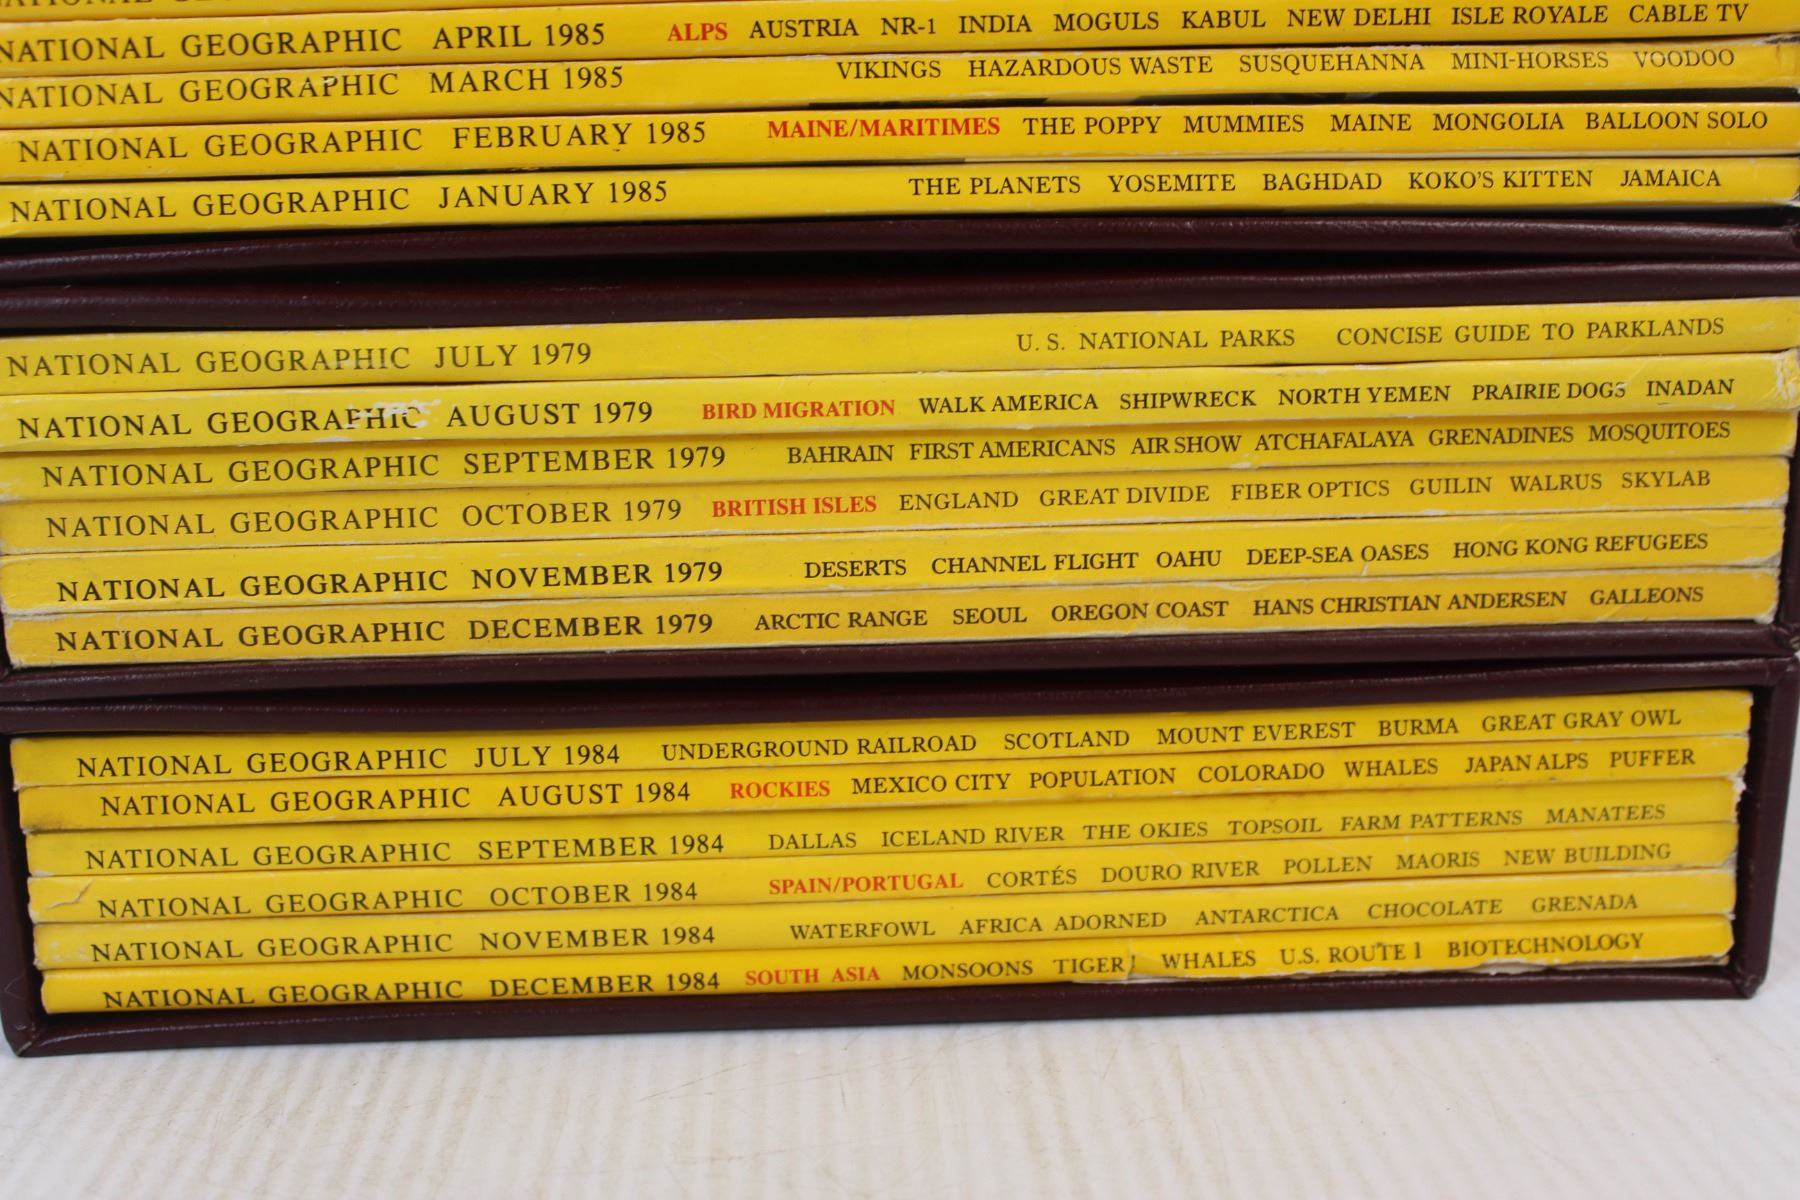 NATIONAL GEOGRAPHIC APRIL 1985 ALPS AUSTRIA NR-1 INDIA MOGULS KABUL NEW DELHI ISLE ROYALE CABLE TV
NATIONAL GEOGRAPHIC MARCH 1985 VIKINGS HAZARDOUS WASTE SUSQUEHANNA MINI-HORSES VOODOO
NATIONAL GEOGRAPHIC FEBRUARY 1985 MAINE/MARITIMES THE POPPY MUMMIES MAINE MONGOLIA BALLOON SOLO
NATIONAL GEOGRAPHIC JANUARY 1985 THE PLANETS YOSEMITE BAGHDAD KOKO'S KITTEN JAMAICA
NATIONAL GEOGRAPHIC JULY 1979 U. S. NATIONAL PARKS CONCISE GUIDE TO PARKLANDS
NATIONAL GEOGRAPHIC AUGUST 1979 BIRD MIGRATION WALK AMERICA SHIPWRECK NORTH YEMEN PRAIRIE DOGS INADAN
NATIONAL GEOGRAPHIC SEPTEMBER 1979 BAHRAIN FIRST AMERICANS AIR SHOW ATCHAFALAYA GRENADINES MOSQUITOES
NATIONAL GEOGRAPHIC OCTOBER 1979 BRITISH ISLES ENGLAND GREAT DIVIDE FIBER OPTICS GUILIN WALRUS SKYLAB
NATIONAL GEOGRAPHIC NOVEMBER 1979 DESERTS CHANNEL FLIGHT OAHU DEEP-SEA OASES HONG KONG REFUGEES
NATIONAL GEOGRAPHIC DECEMBER 1979 ARCTIC RANGE SEOUL OREGON COAST HANS CHRISTIAN ANDERSEN GALLEONS
NATIONAL GEOGRAPHIC JULY 1984 UNDERGROUND RAILROAD SCOTLAND MOUNT EVEREST BURMA GREAT GRAY OWL
NATIONAL GEOGRAPHIC AUGUST 1984 ROCKIES MEXICO CITY POPULATION COLORADO WHALES JAPAN ALPS PUFFER
NATIONAL GEOGRAPHIC SEPTEMBER 1984 DALLAS ICELAND RIVER THE OKIES TOPSOIL FARM PATTERNS MANATEES
NATIONAL GEOGRAPHIC OCTOBER 1984 SPAIN/PORTUGAL CORTÉS DOURO RIVER POLLEN MAORIS NEW BUILDING
NATIONAL GEOGRAPHIC NOVEMBER 1984 WATERFOWL AFRICA ADORNED ANTARCTICA CHOCOLATE GRENADA
NATIONAL GEOGRAPHIC DECEMBER 1984 SOUTH ASIA MONSOONS TIGER! WHALES U.S. ROUTE 1 BIOTECHNOLOGY